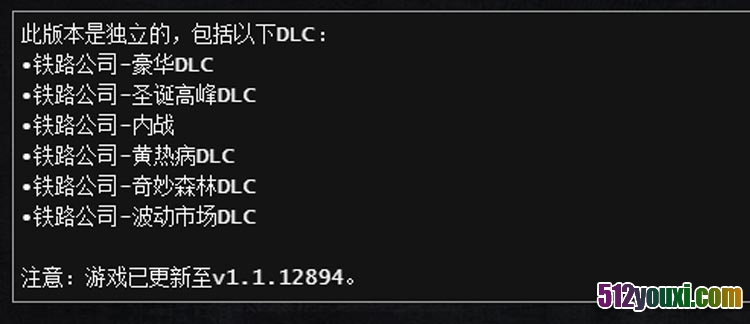 此版本是独立的，包括以下DLC：
•铁路公司-豪华DLC
•铁路公司-圣诞高峰DLC
•铁路公司-内战
•铁路公司-黄热病DLC
•铁路公司-奇妙森林DLC
•铁路公司-波动市场DLC
注意：游戏已更新至v1.1.12894。
512youxi.com